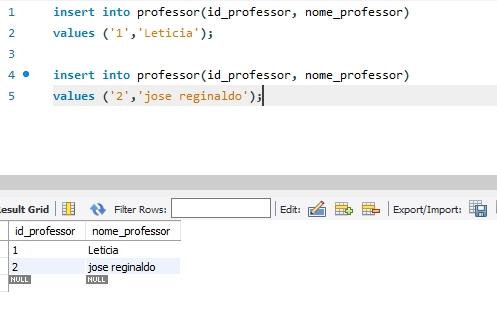 1 insert into professor(id_professor, nome_professor)
2 values ('1','Leticia');
3
4 insert into professor(id_professor, nome_professor)
5 values ('2','jose reginaldo');
esult Grid Filter Rows: Edit: Export/Import:
id_professor nome_professor
1 Leticia
2 jose reginaldo
NULL NULL